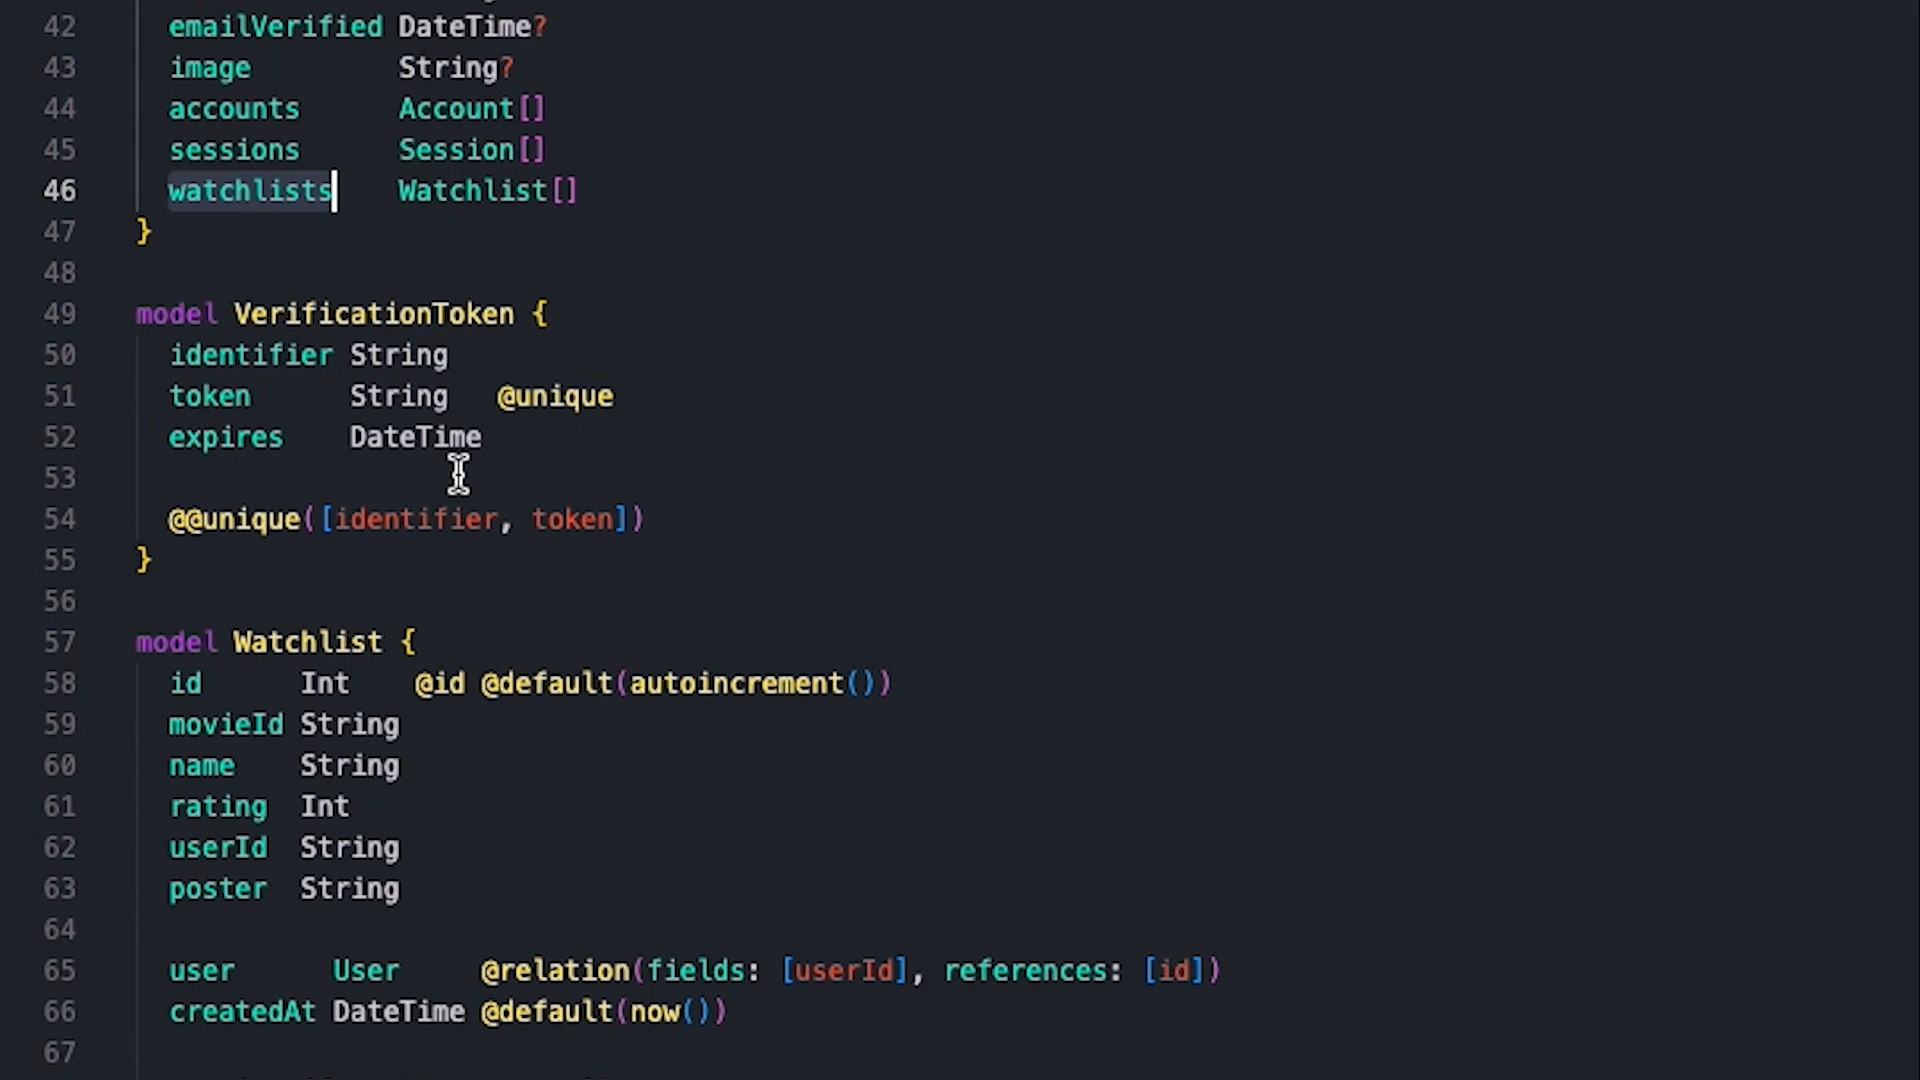 42 emailVerified DateTime?
43 image String?
44 accounts Account[]
45 sessions Session[]
46 watchlists Watchlist[]
47 }
48
49 model VerificationToken {
50 identifier String
51 token String @unique
52 expires DateTime
53
54 @@unique([identifier, token])
55 }
56
57 model Watchlist {
58 id Int @id @default(autoincrement())
59 movieId String
60 name String
61 rating Int
62 userId String
63 poster String
64
65 user User @relation(fields: [userId], references: [id])
66 createdAt DateTime @default(now())
67